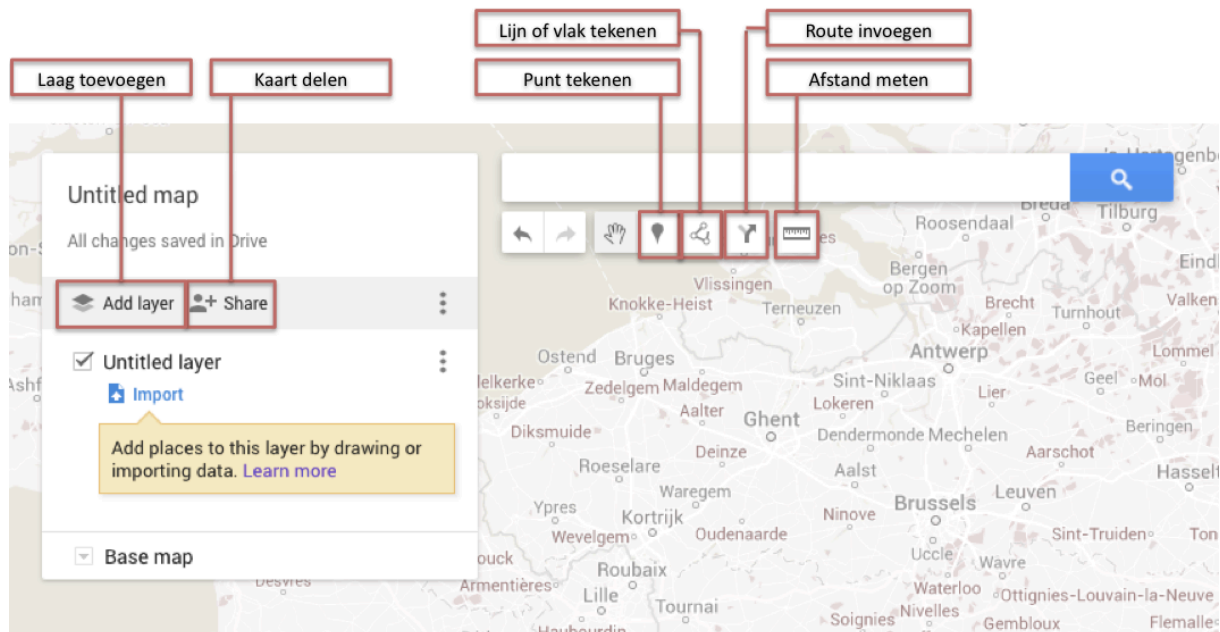 Lijn of vlak tekenen
Route invoegen
Laag toevoegen
Kaart delen
Punt tekenen
Afstand meten
Untitled map
All changes saved in Drive
Add layer
Share
Untitled layer
Import
Add places to this layer by drawing or
importing data. Learn more
Base map
Breda
Tilburg
Roosendaal
Bergen
op Zoom
Vlissingen
Knokke-Heist
Terneuzen
Brecht
Turnhout
Valken
Kapellen
Antwerp
Lommel
Ostend
Bruges
Zedelgem
Maldegem
Sint-Niklaas
Lier
Geel
Mol
Aalter
Lokeren
Ghent
Diksmuide
Dendermonde
Mechelen
Beringen
Deinze
Aarschot
Roeselare
Aalst
Hasselt
Waregem
Leuven
Brussels
Ypres
Kortrijk
Ninove
Wevelgem
Oudenaarde
Sint-Truiden
Ton
Uccle
Wavre
ouck
Roubaix
Desvres
Armentières
Waterloo
Ottignies-Louvain-la-Neuve
Lille
Tournai
Soignies
Nivelles
Gembloux
Flemalle
Haubourdin